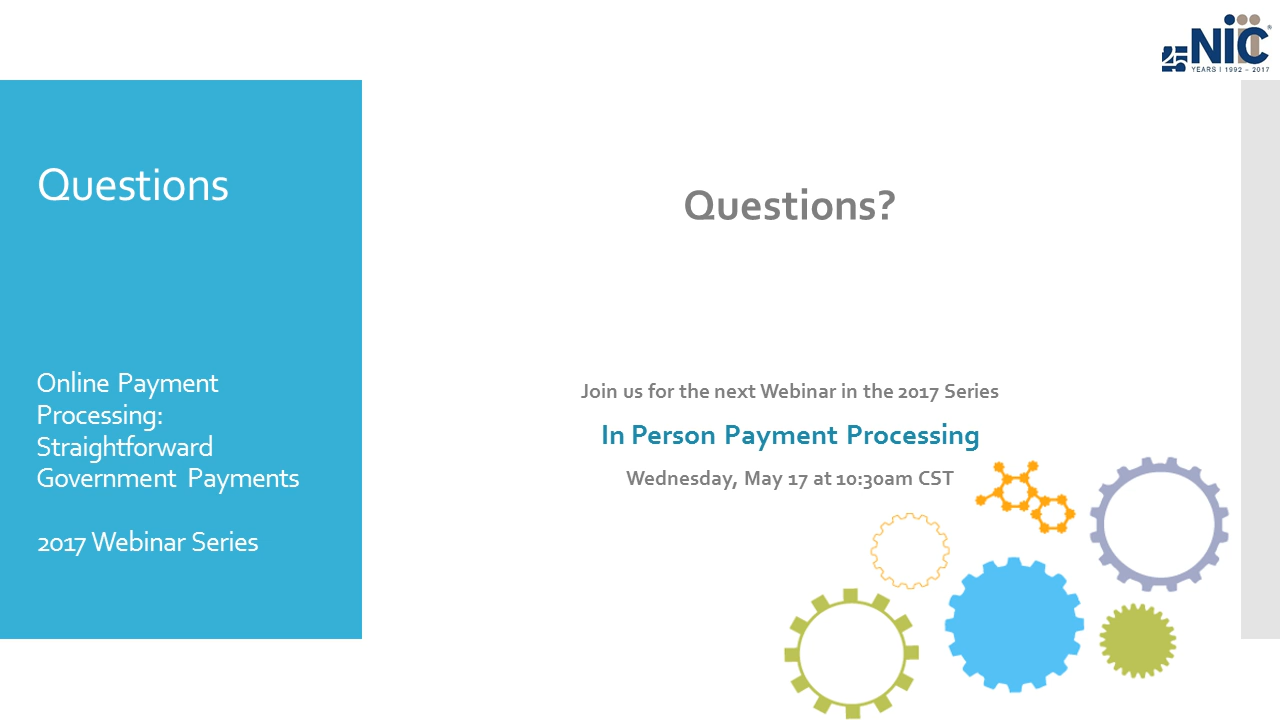 25 NIC®
YEARS | 1992 – 2017
Questions
Online Payment
Processing:
Straightforward
Government Payments
2017 Webinar Series
Questions?
Join us for the next Webinar in the 2017 Series
In Person Payment Processing
Wednesday, May 17 at 10:30am CST